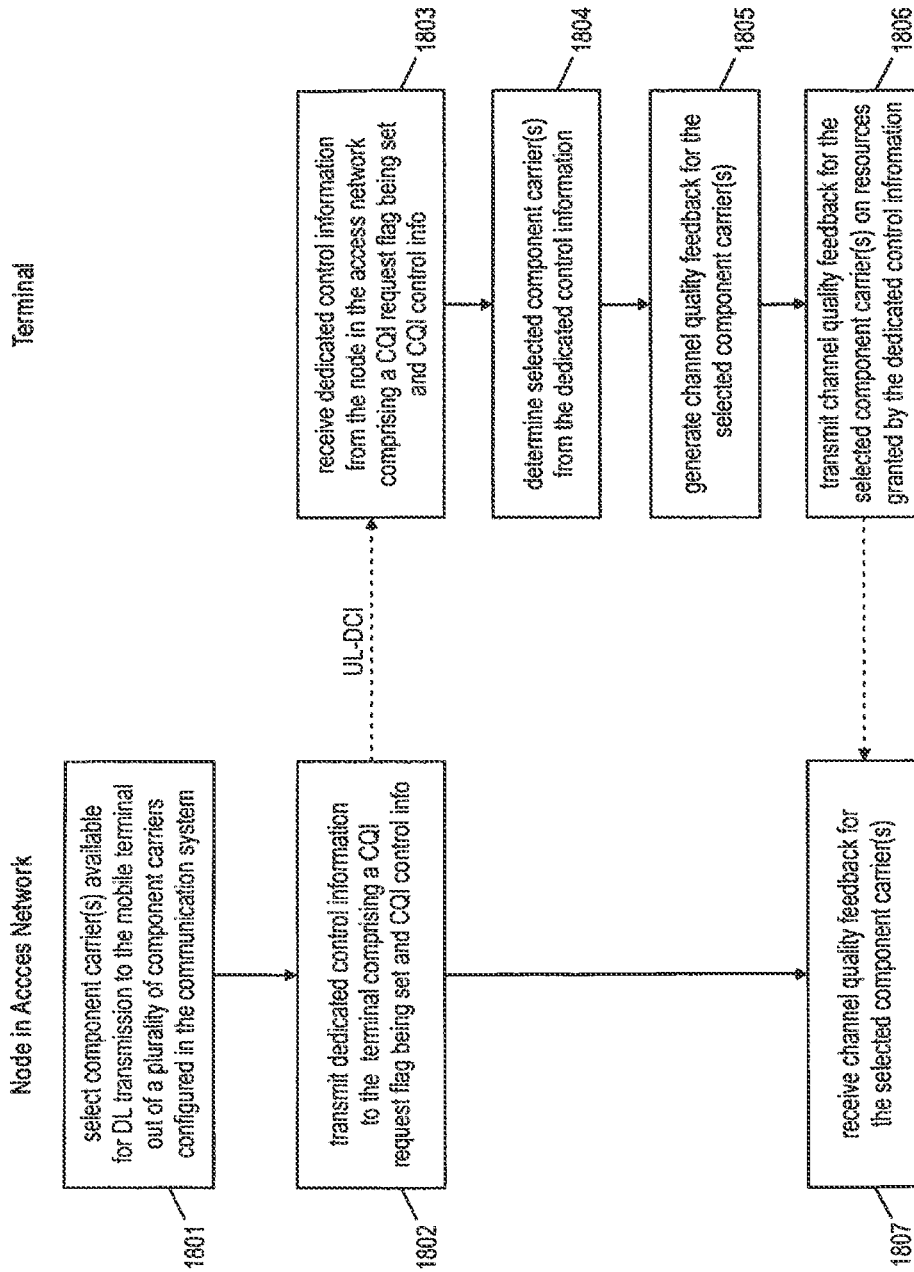 Node in Accces Network
Terminal
select component carrier(s) available
for DL transmission to the mobile terminal
out of a plurality of component carriers
configured in the communication system
1801
transmit dedicated control information
to the terminal comprising a CQI
request flag being set and CQI control info
1802
UL-DCI
receive dedicated control information
from the node in the access network
comprising a CQI request flag being set
and CQI control info
1803
determine selected component carrier(s)
from the dedicated control information
1804
generate channel quality feedback for the
selected component carrier(s)
1805
transmit channel quality feedback for the
selected component carrier(s) on resources
granted by the dedicated control infromation
1806
receive channel quality feedback for
the selected component carrier(s)
1807